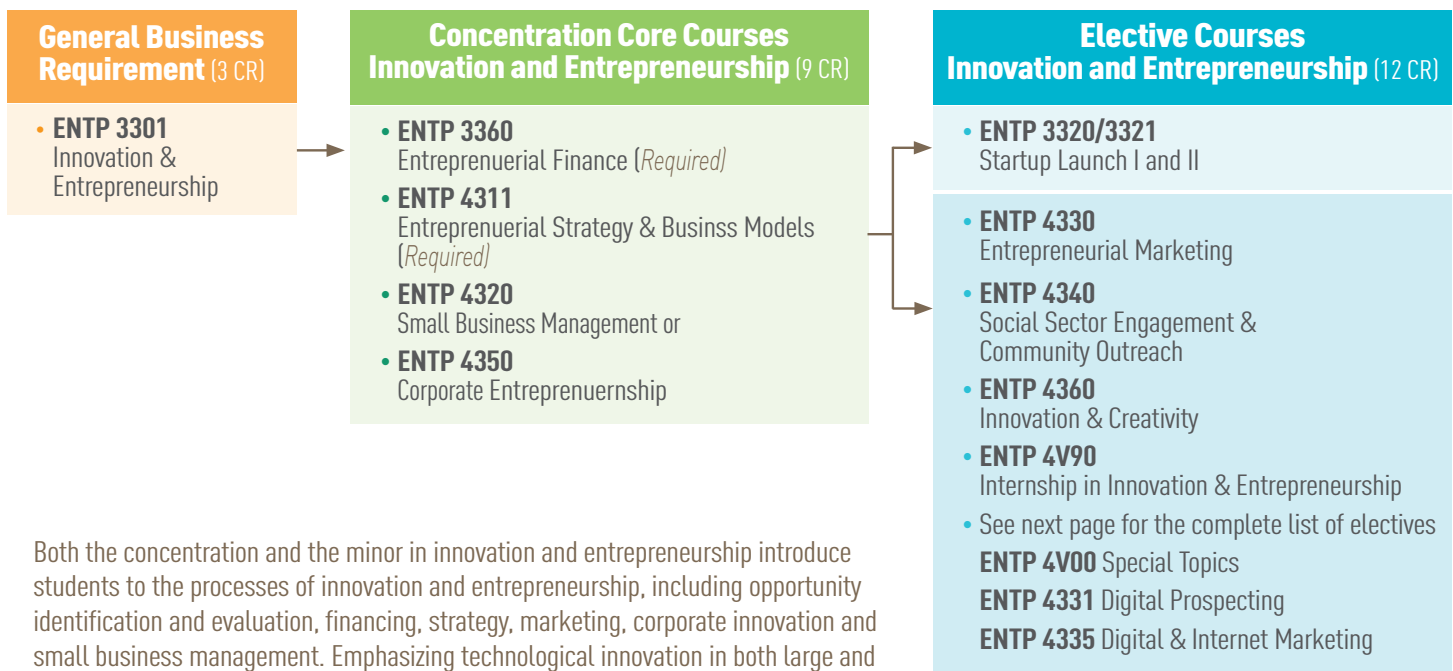 General Business
Requirement (3 CR)
• ENTP 3301
Innovation &
Entrepreneurship
Concentration Core Courses
Innovation and Entrepreneurship (9 CR)
• ENTP 3360
Entreprenuerial Finance (Required)
• ENTP 4311
Entreprenuerial Strategy & Businss Models
(Required)
• ENTP 4320
Small Business Management or
• ENTP 4350
Corporate Entreprenuernship
Elective Courses
Innovation and Entrepreneurship (12 CR)
• ENTP 3320/3321
Startup Launch I and II
• ENTP 4330
Entrepreneurial Marketing
• ENTP 4340
Social Sector Engagement &
Community Outreach
• ENTP 4360
Innovation & Creativity
• ENTP 4V90
Internship in Innovation & Entrepreneurship
• See next page for the complete list of electives
ENTP 4V00 Special Topics
ENTP 4331 Digital Prospecting
ENTP 4335 Digital & Internet Marketing
Both the concentration and the minor in innovation and entrepreneurship introduce
students to the processes of innovation and entrepreneurship, including opportunity
identification and evaluation, financing, strategy, marketing, corporate innovation and
small business management. Emphasizing technological innovation in both large and